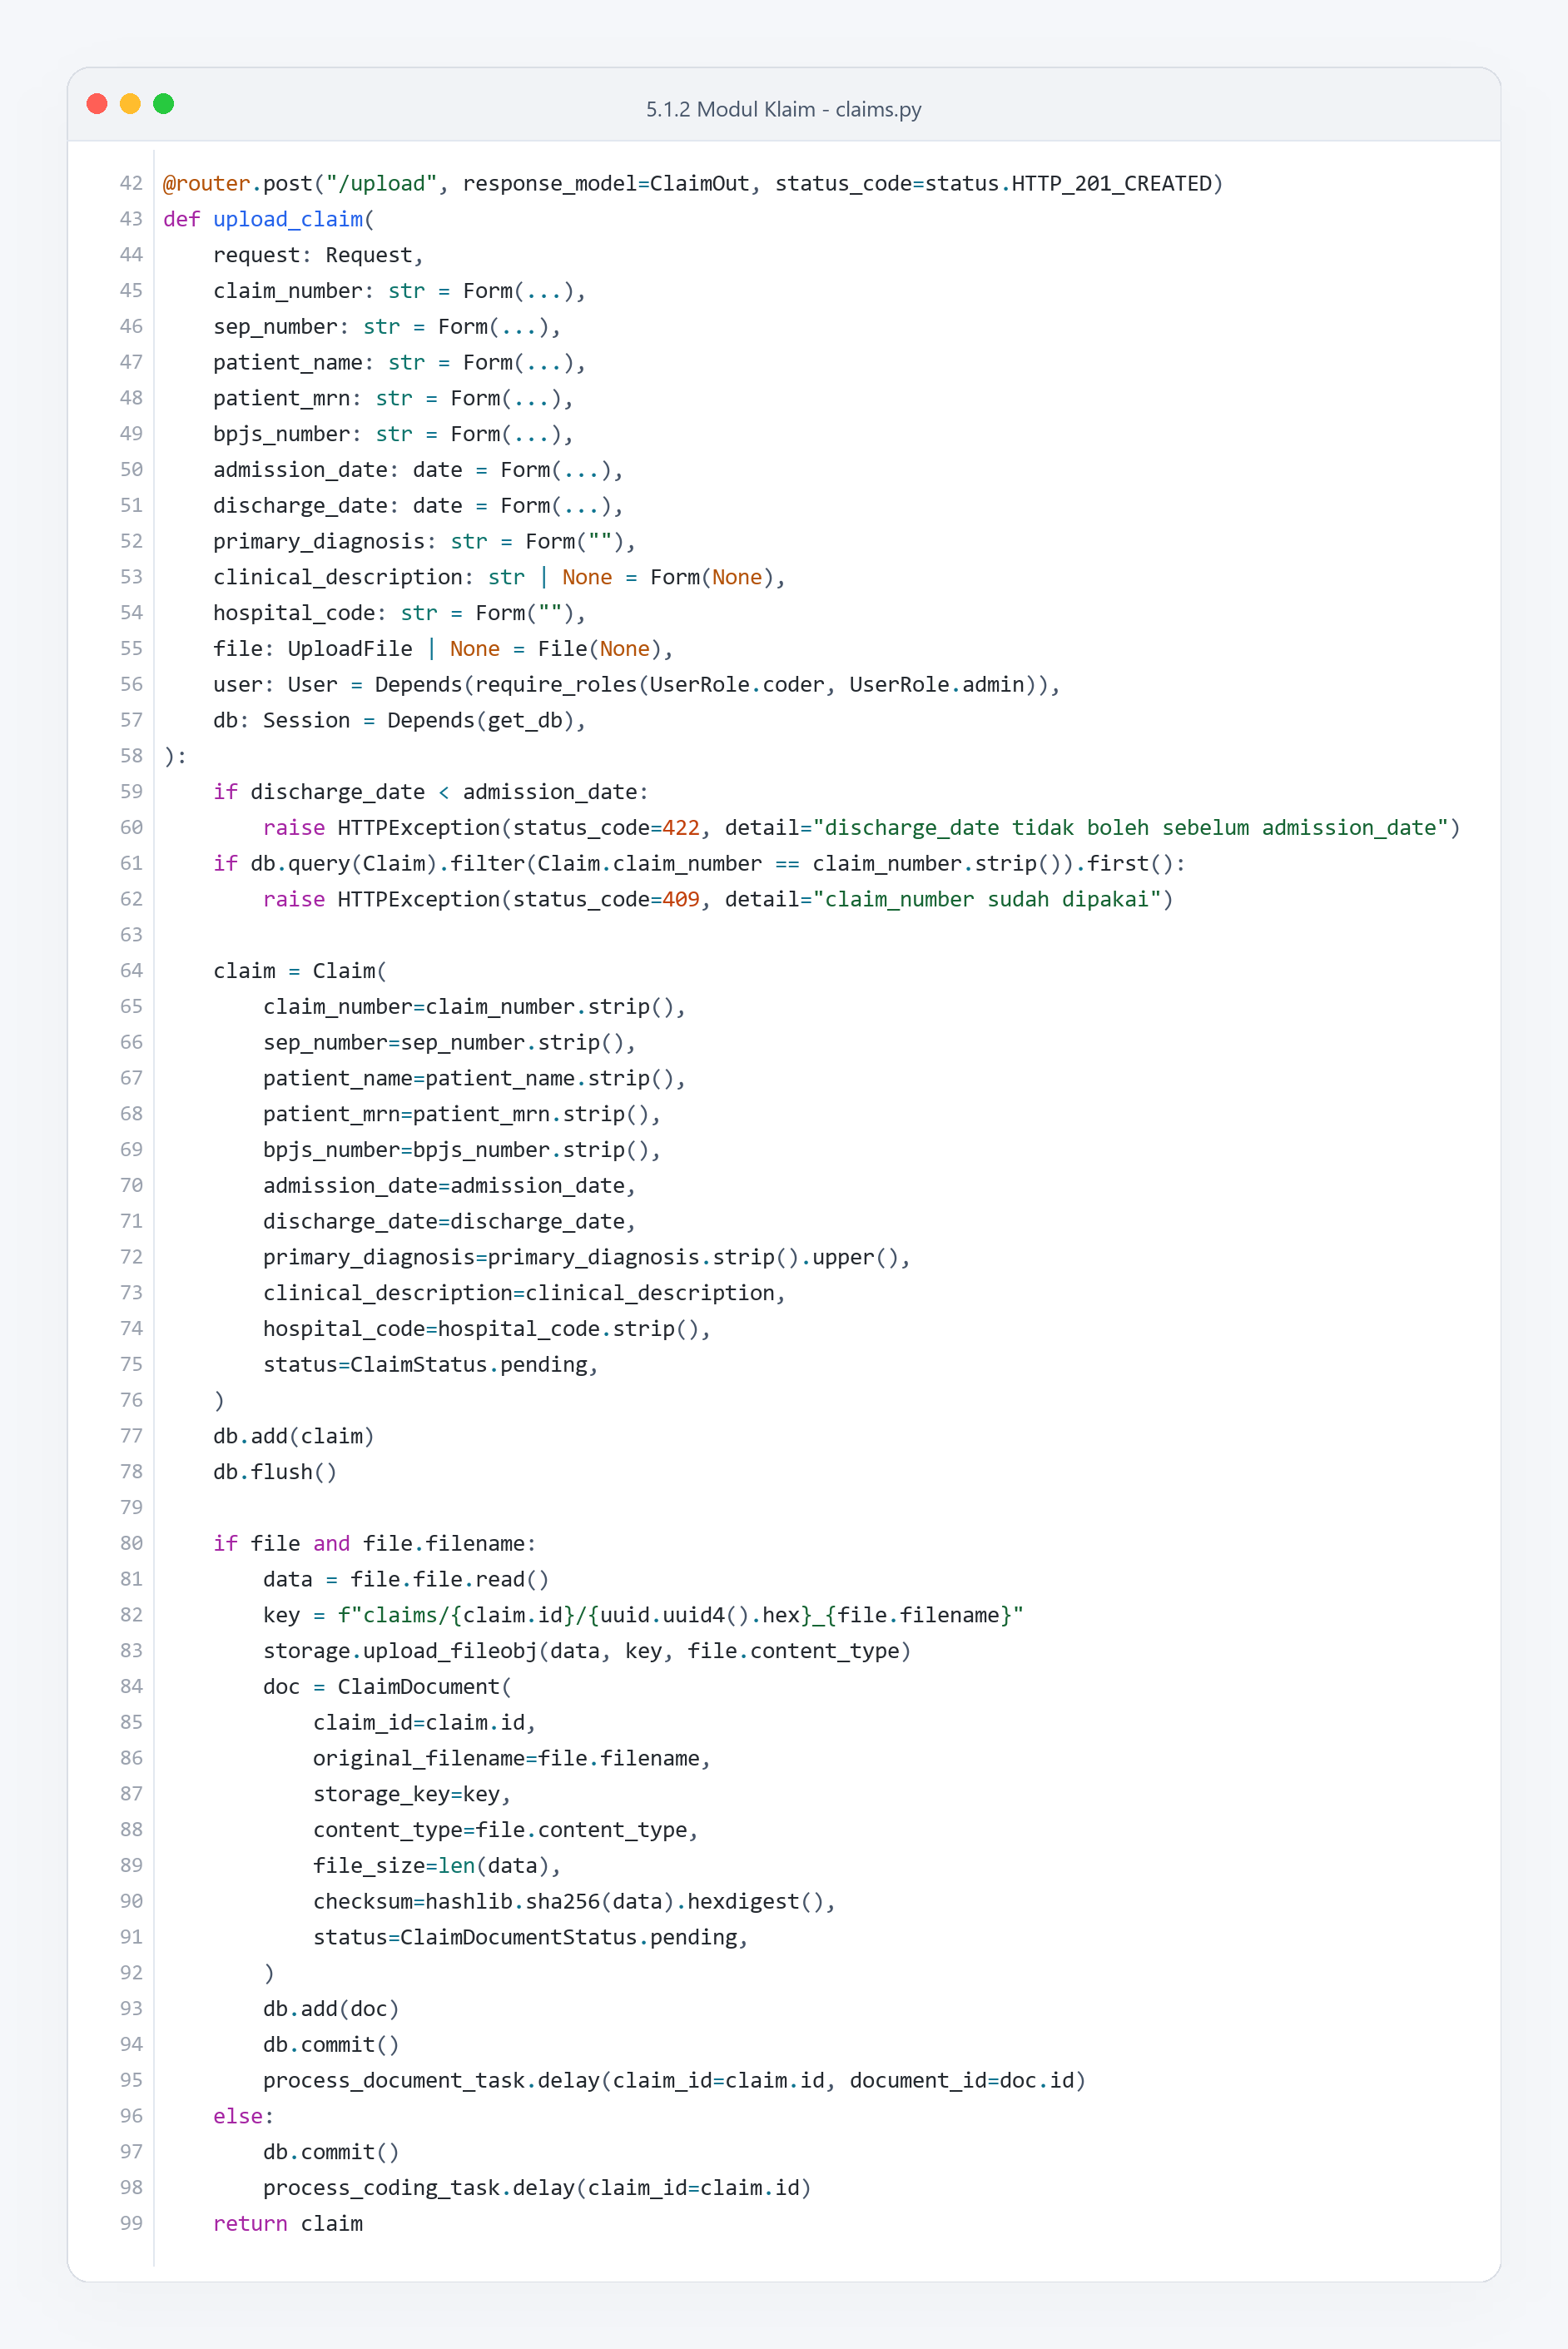 5.1.2 Modul Klaim - claims.py
42 @router.post("/upload", response_model=ClaimOut, status_code=status.HTTP_201_CREATED)
43 def upload_claim(
44     request: Request,
45     claim_number: str = Form(...),
46     sep_number: str = Form(...),
47     patient_name: str = Form(...),
48     patient_mrn: str = Form(...),
49     bpjs_number: str = Form(...),
50     admission_date: date = Form(...),
51     discharge_date: date = Form(...),
52     primary_diagnosis: str = Form(""),
53     clinical_description: str | None = Form(None),
54     hospital_code: str = Form(""),
55     file: UploadFile | None = File(None),
56     user: User = Depends(require_roles(UserRole.coder, UserRole.admin)),
57     db: Session = Depends(get_db),
58 ):
59     if discharge_date < admission_date:
60         raise HTTPException(status_code=422, detail="discharge_date tidak boleh sebelum admission_date")
61     if db.query(Claim).filter(Claim.claim_number == claim_number.strip()).first():
62         raise HTTPException(status_code=409, detail="claim_number sudah dipakai")
63
64     claim = Claim(
65         claim_number=claim_number.strip(),
66         sep_number=sep_number.strip(),
67         patient_name=patient_name.strip(),
68         patient_mrn=patient_mrn.strip(),
69         bpjs_number=bpjs_number.strip(),
70         admission_date=admission_date,
71         discharge_date=discharge_date,
72         primary_diagnosis=primary_diagnosis.strip().upper(),
73         clinical_description=clinical_description,
74         hospital_code=hospital_code.strip(),
75         status=ClaimStatus.pending,
76     )
77     db.add(claim)
78     db.flush()
79
80     if file and file.filename:
81         data = file.file.read()
82         key = f"claims/{claim.id}/{uuid.uuid4().hex}_{file.filename}"
83         storage.upload_fileobj(data, key, file.content_type)
84         doc = ClaimDocument(
85             claim_id=claim.id,
86             original_filename=file.filename,
87             storage_key=key,
88             content_type=file.content_type,
89             file_size=len(data),
90             checksum=hashlib.sha256(data).hexdigest(),
91             status=ClaimDocumentStatus.pending,
92         )
93         db.add(doc)
94         db.commit()
95         process_document_task.delay(claim_id=claim.id, document_id=doc.id)
96     else:
97         db.commit()
98         process_coding_task.delay(claim_id=claim.id)
99     return claim